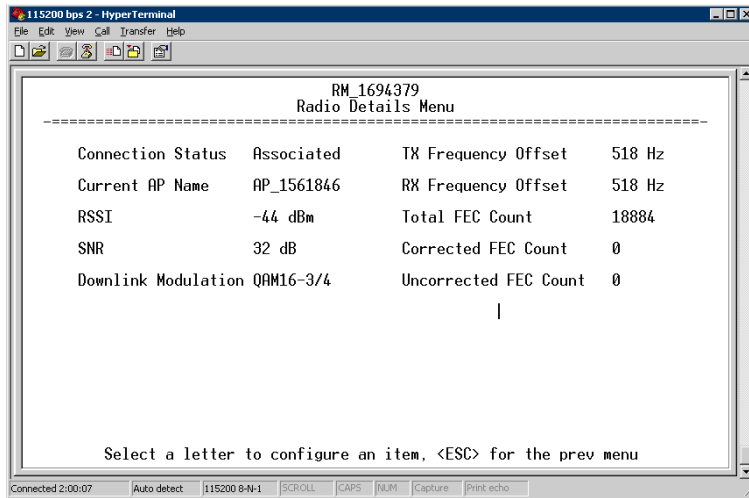 115200 bps 2 - HyperTerminal
File Edit View Call Transfer Help
RM_1694379
Radio Details Menu
-==========================================================================-
Connection Status Associated TX Frequency Offset 518 Hz
Current AP Name AP_1561846 RX Frequency Offset 518 Hz
RSSI -44 dBm Total FEC Count 18884
SNR 32 dB Corrected FEC Count 0
Downlink Modulation QAM16-3/4 Uncorrected FEC Count 0
Select a letter to configure an item, <ESC> for the prev menu
Connected 2:00:07 Auto detect 115200 8-N-1 SCROLL CAPS NUM Capture Print echo